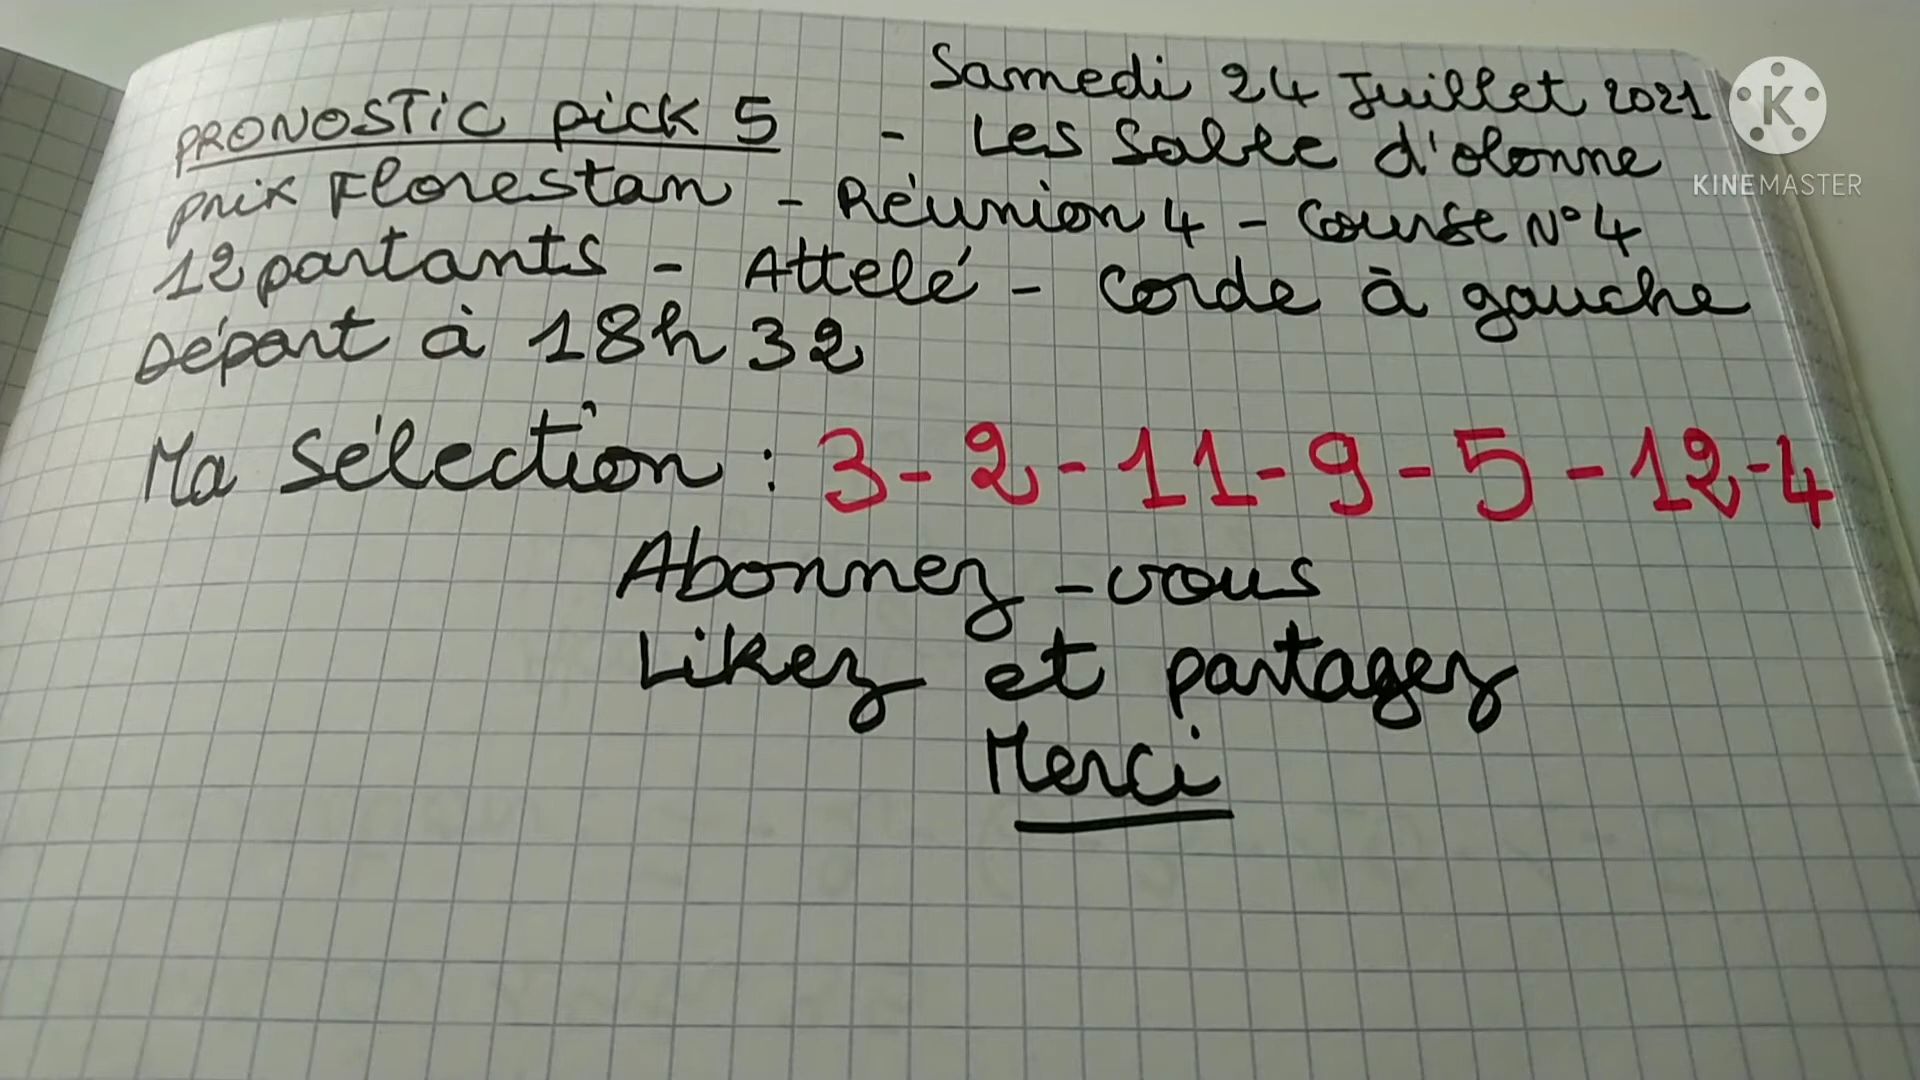 Samedi 24 Juillet 2021
PRONOSTIC pick 5 - Les Sable d'olonne
prix Florestan - Réunion 4 - Course N°4
12 partants - Attelé - Corde à gauche
Départ à 18h32
Ma Sélection : 3 - 2 - 11 - 9 - 5 - 12 - 4
Abonnez-vous
Likez et partagez
Merci
K
KINEMASTER